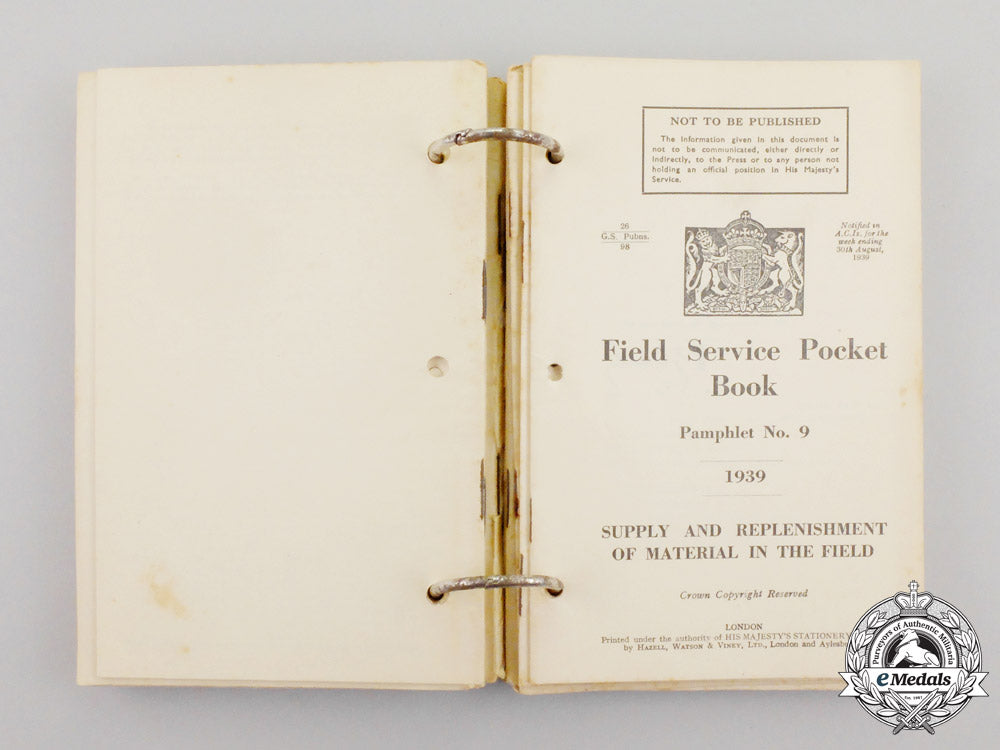 NOT TO BE PUBLISHED
The information given in this document is
not to be communicated, either directly or
indirectly, to the Press or to any person not
holding an official position in His Majesty's
Service.
26
G.S. Pubns.
98
Notified in
A.C.Is. for the
week ending
30th August,
1939
Field Service Pocket
Book
Pamphlet No. 9
1939
SUPPLY AND REPLENISHMENT
OF MATERIAL IN THE FIELD
Crown Copyright Reserved
LONDON
Printed under the authority of HIS MAJESTY'S STATIONERY
by HAZELL, WATSON & VINEY, LTD., London and
Purveyors of Authentic Militaria
eMedals
Est. 1987